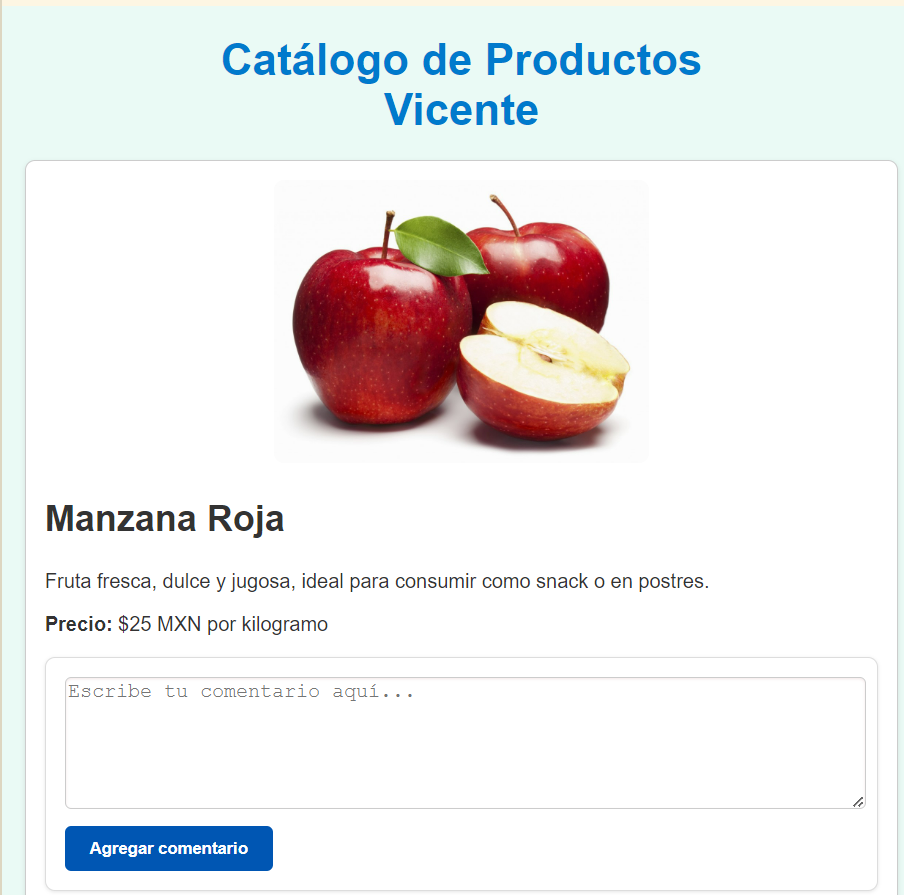 Catálogo de Productos
Vicente
Manzana Roja
Fruta fresca, dulce y jugosa, ideal para consumir como snack o en postres.
Precio: $25 MXN por kilogramo
Escribe tu comentario aquí...
Agregar comentario